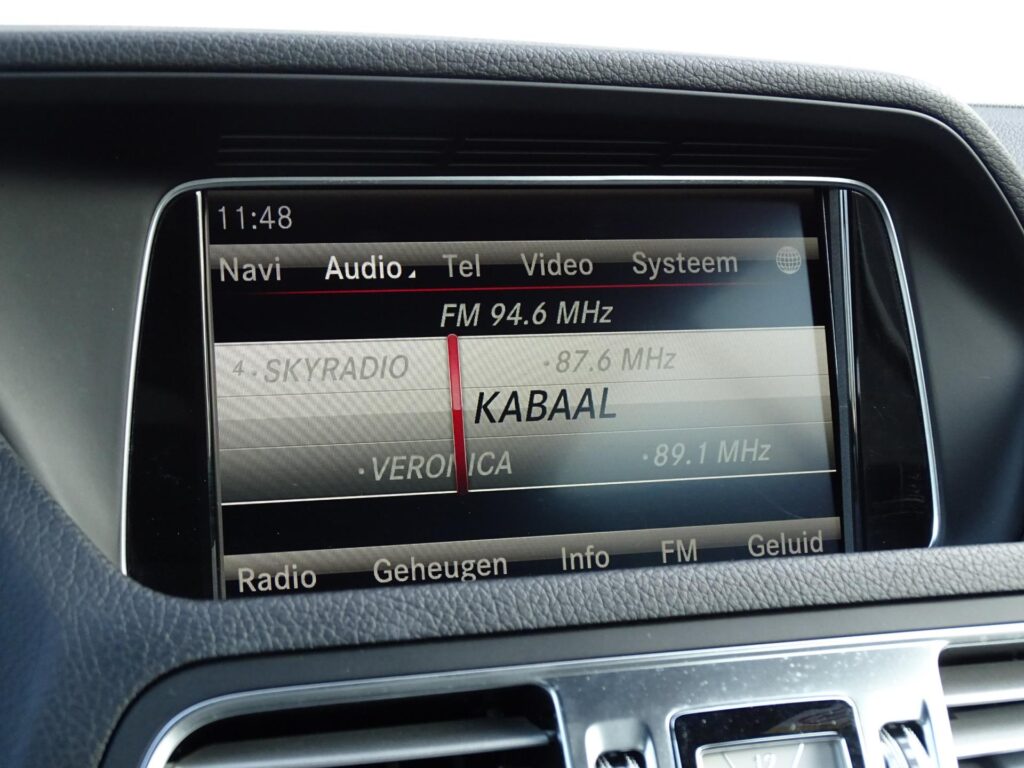 11:48
Navi Audio Tel Video Systeem
FM 94.6 MHz
4 · SKYRADIO · 87.6 MHz
KABAAL
· VERONICA · 89.1 MHz
Radio Geheugen Info FM Geluid
12